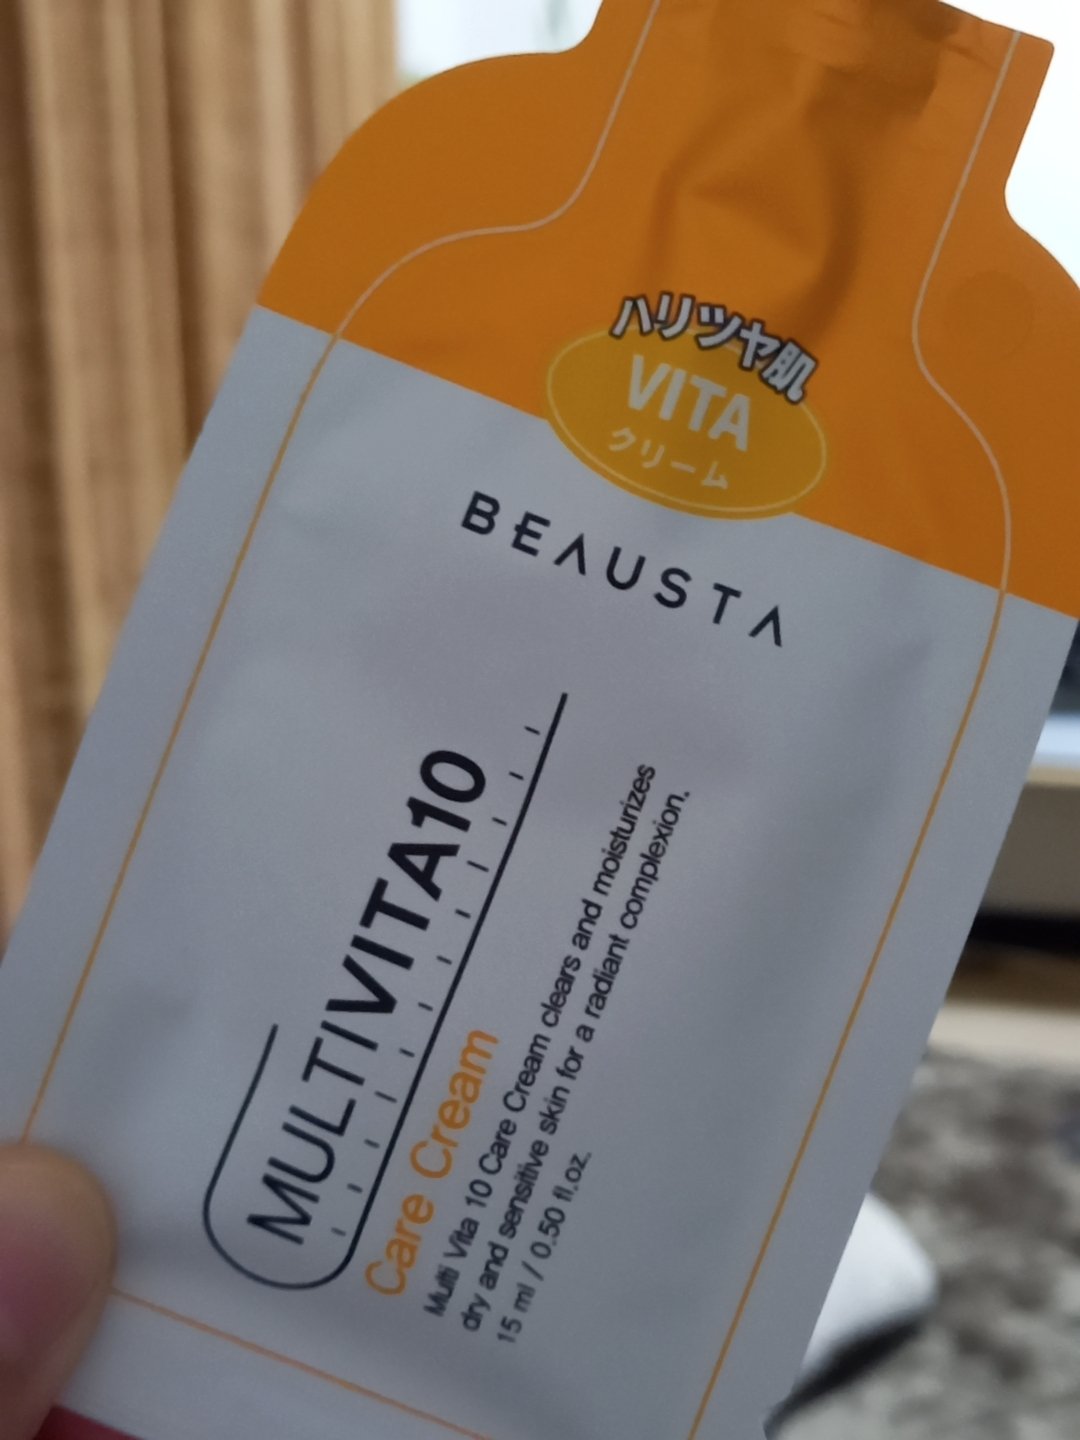 ハリツヤ肌
VITA
クリーム
BEAUSTA
MULTIVITA10
Care Cream
Multi Vita 10 Care Cream clears and moisturizes
dry and sensitive skin for a radiant complexion.
15 ml / 0.50 fl.oz.